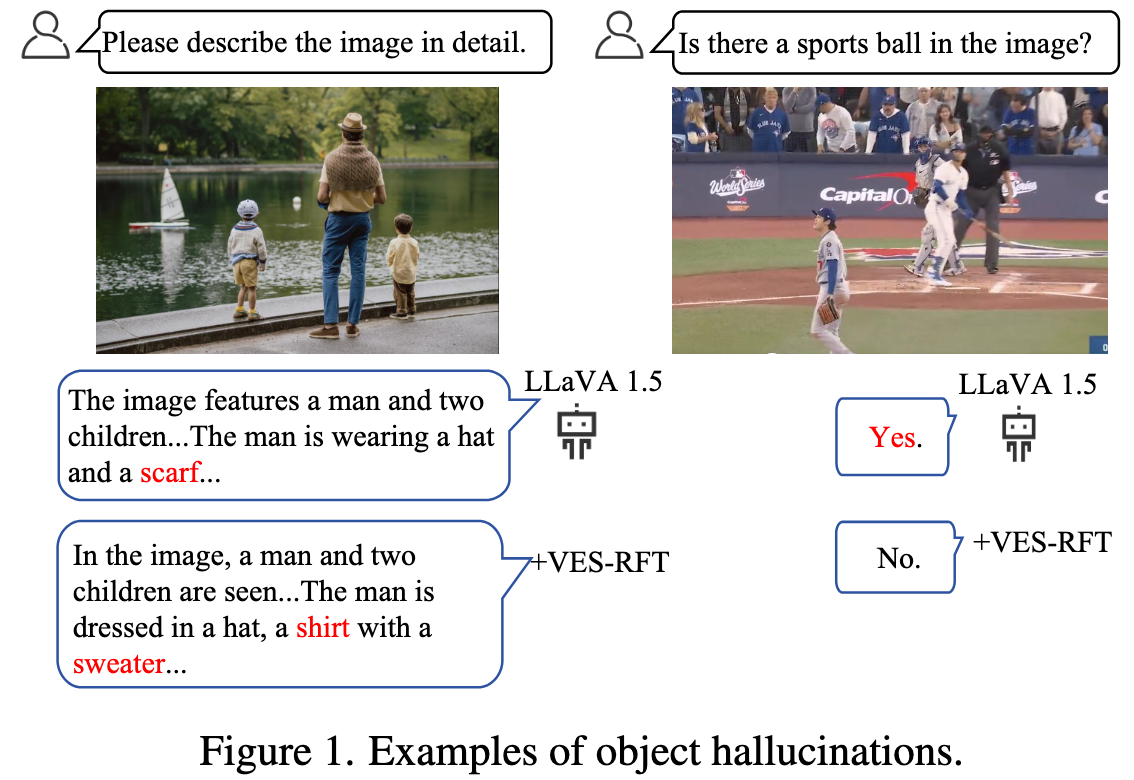 Please describe the image in detail.
Is there a sports ball in the image?
BLUE JAYS
World Series
Capital O
Series
C
The image features a man and two
children...The man is wearing a hat
and a scarf...
LLaVA 1.5
Yes.
LLaVA 1.5
In the image, a man and two
children are seen...The man is
dressed in a hat, a shirt with a
sweater...
+VES-RFT
No.
+VES-RFT
Figure 1. Examples of object hallucinations.